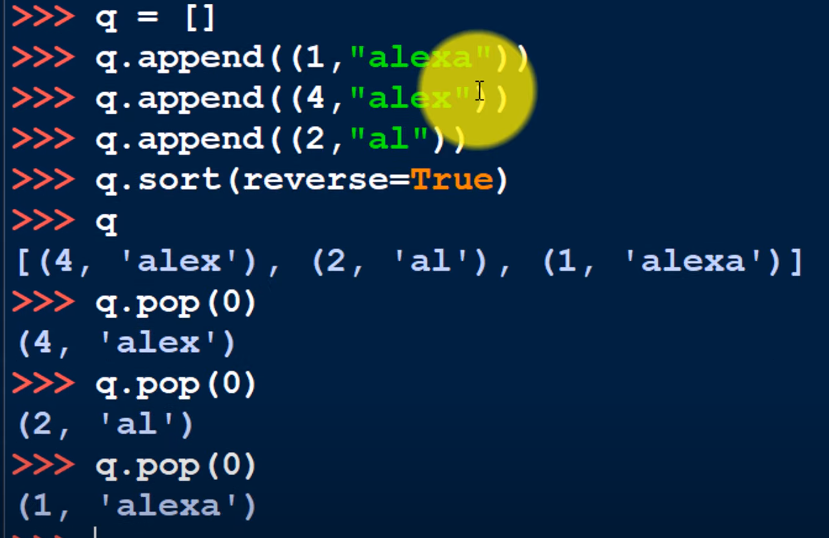 >>> q = []
>>> q.append((1,"alexa"))
>>> q.append((4,"alex"))
>>> q.append((2,"al"))
>>> q.sort(reverse=True)
>>> q
[(4, 'alex'), (2, 'al'), (1, 'alexa')]
>>> q.pop(0)
(4, 'alex')
>>> q.pop(0)
(2, 'al')
>>> q.pop(0)
(1, 'alexa')
>>>